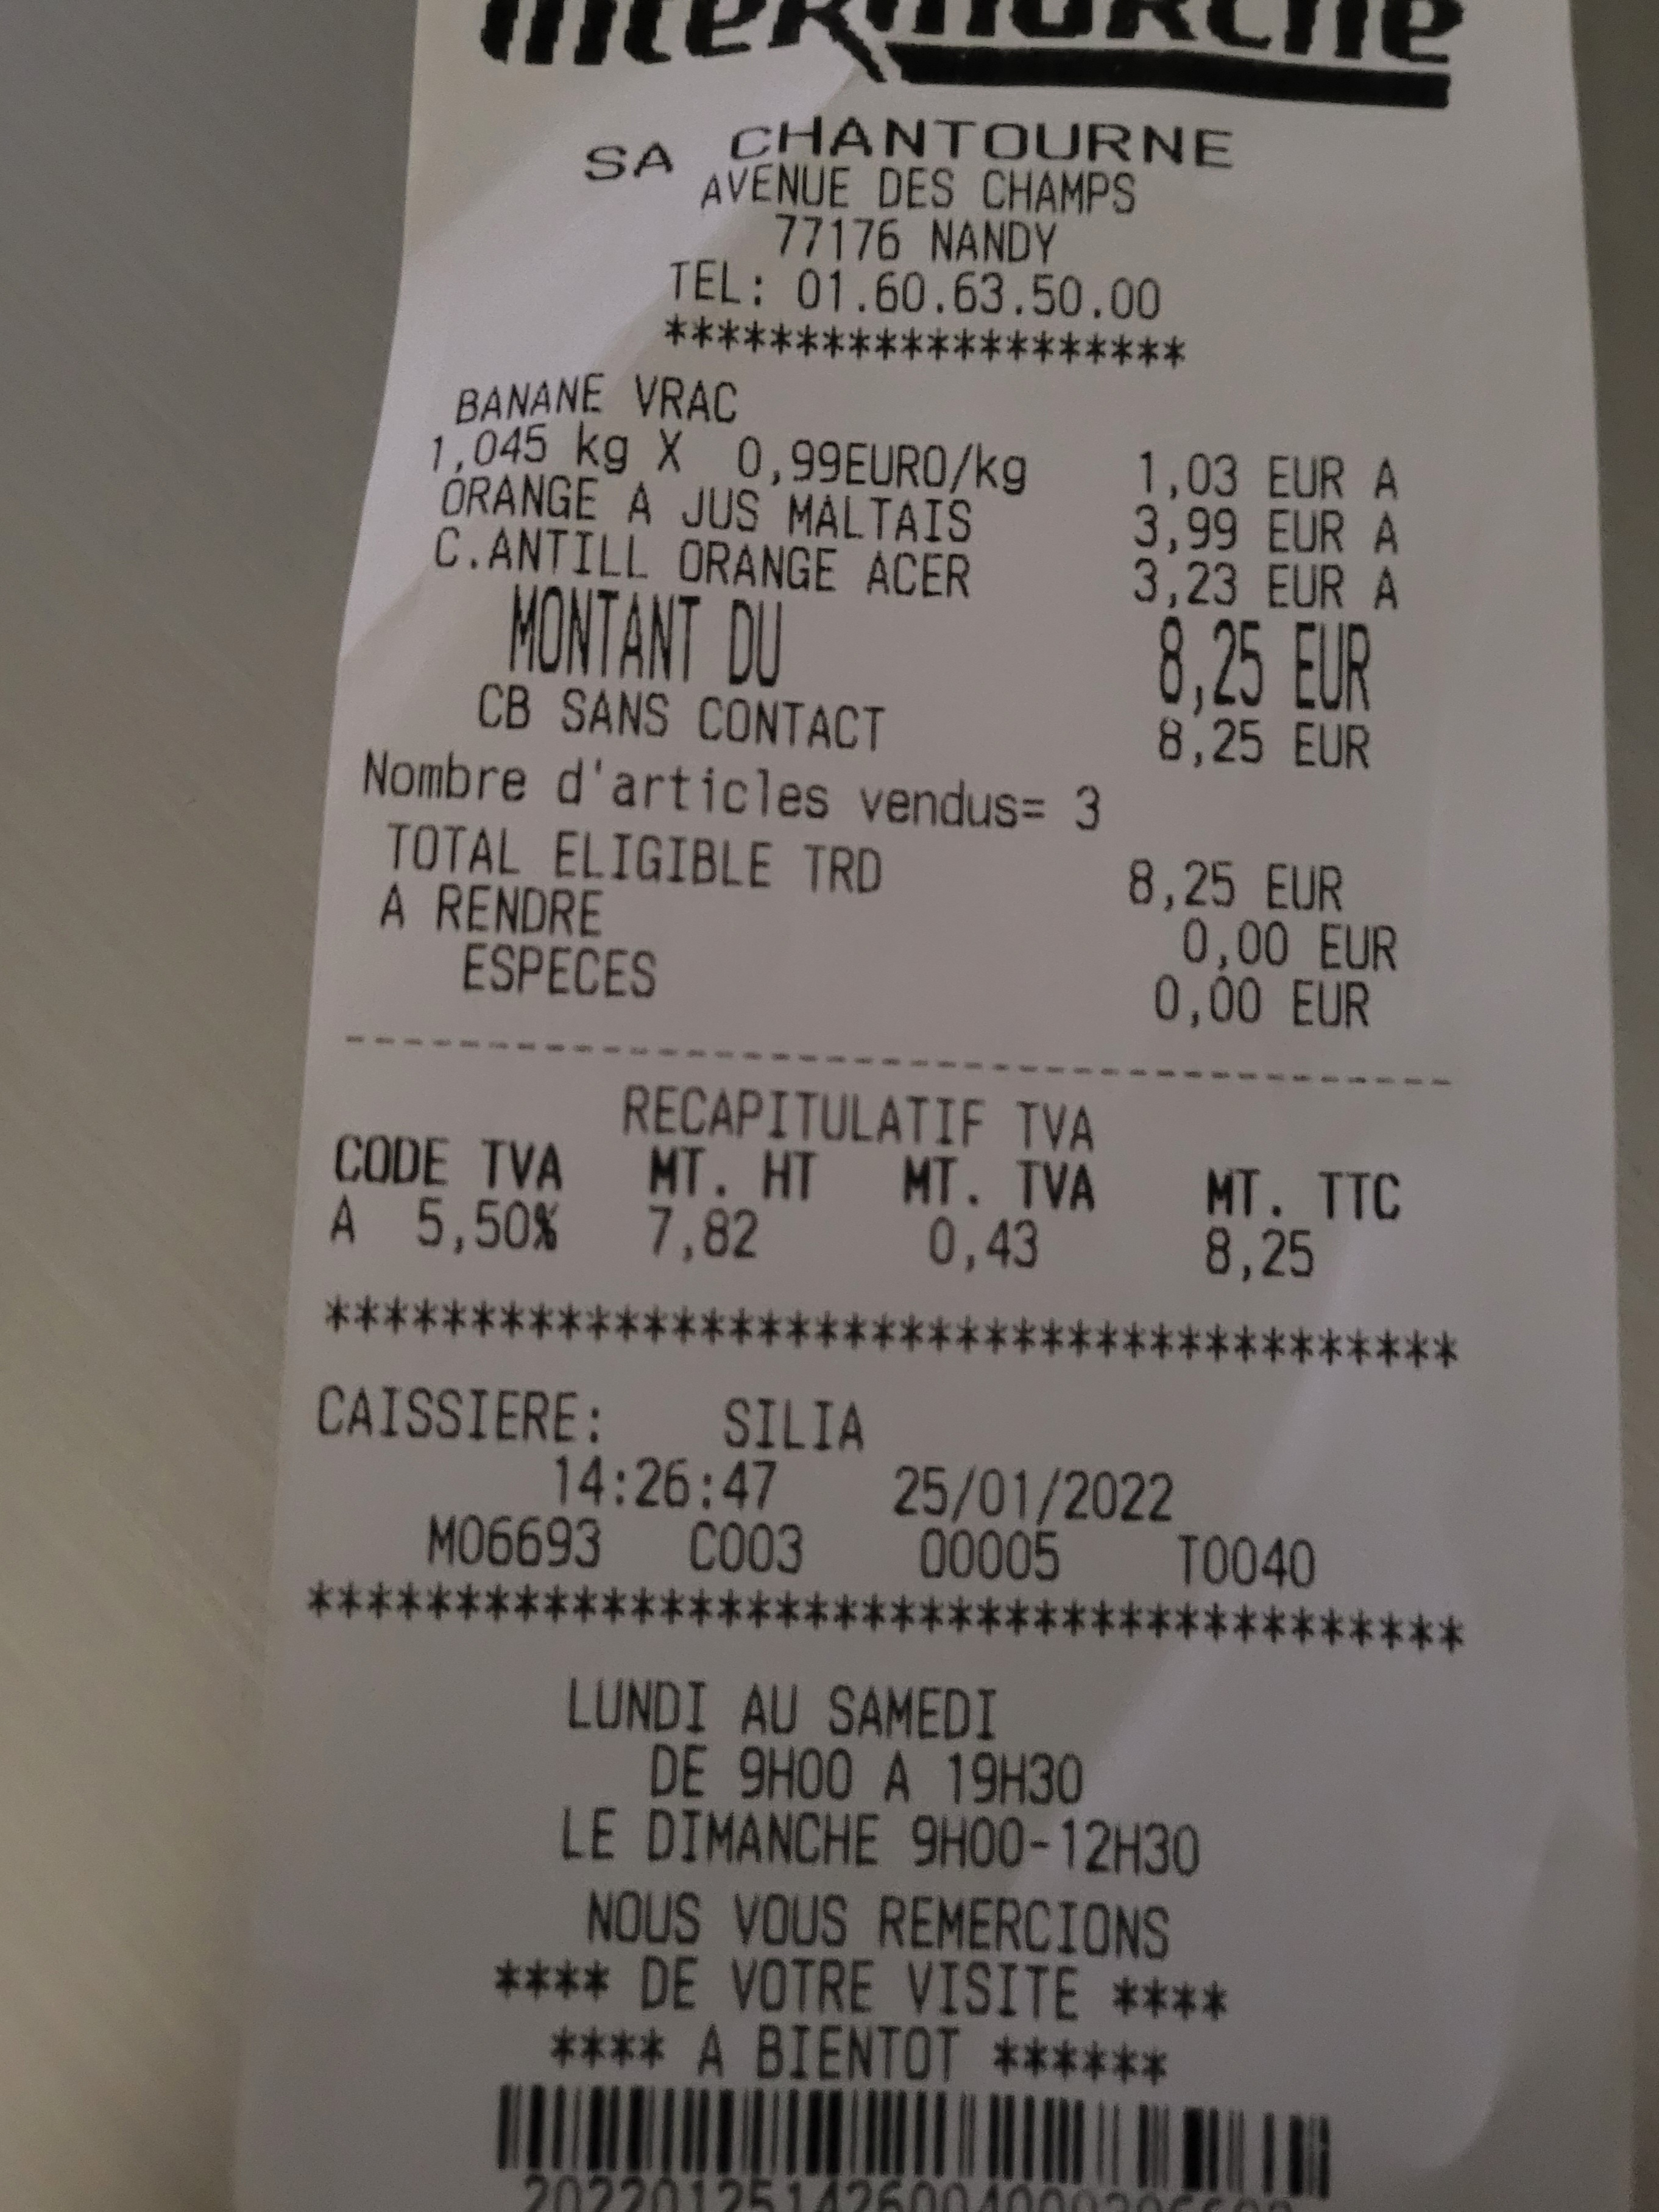 InterMarche
SA CHANTOURNE
AVENUE DES CHAMPS
77176 NANDY
TEL: 01.60.63.50.00
********************
BANANE VRAC
1,045 kg X 0,99EURO/kg 1,03 EUR A
ORANGE A JUS MALTAIS 3,99 EUR A
C.ANTILL ORANGE ACER 3,23 EUR A
MONTANT DU 8,25 EUR
CB SANS CONTACT 8,25 EUR
Nombre d'articles vendus= 3
TOTAL ELIGIBLE TRD 8,25 EUR
A RENDRE 0,00 EUR
ESPECES 0,00 EUR
----------------------------------------
RECAPITULATIF TVA
CODE TVA MT. HT MT. TVA MT. TTC
A 5,50% 7,82 0,43 8,25
****************************************
CAISSIERE: SILIA
14:26:47 25/01/2022
M06693 C003 O0005 T0040
****************************************
LUNDI AU SAMEDI
DE 9H00 A 19H30
LE DIMANCHE 9H00-12H30
NOUS VOUS REMERCIONS
**** DE VOTRE VISITE ****
**** A BIENTOT ******